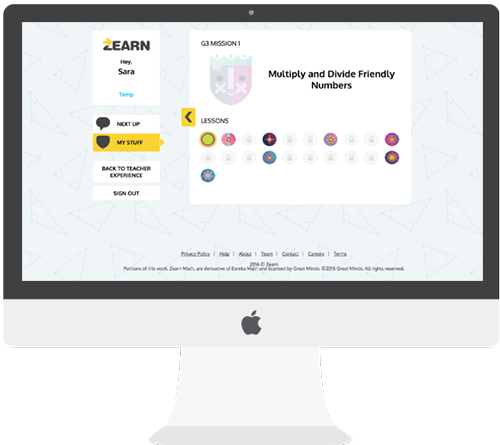 ZEARN
Hey,
Sara
Temp.
NEXT UP
MY STUFF
BACK TO TEACHER
EXPERIENCE
SIGN OUT
G3 MISSION 1
Multiply and Divide Friendly
Numbers
LESSONS
Privacy Policy | Help | About | Team | Contact | Careers | Terms
2016 © Zearn
Portions of this work, Zearn Math, are derivative of Eureka Math and licensed by Great Minds. ©2015 Great Minds. All rights reserved.